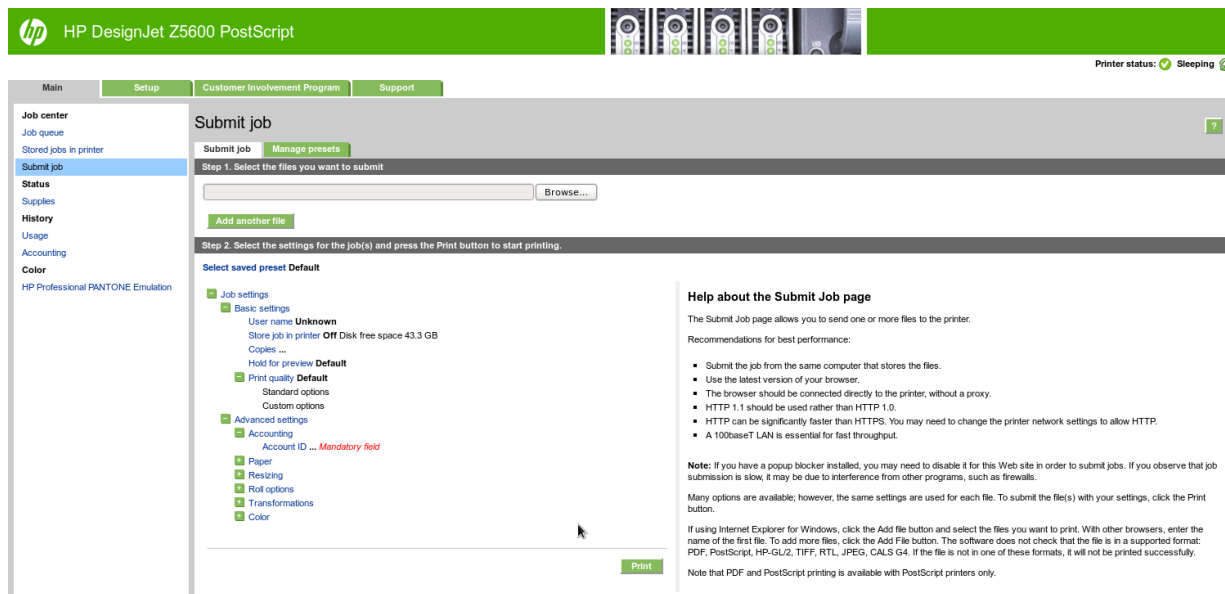 hp HP DesignJet Z5600 PostScript
Printer status: Sleeping
Main Setup Customer Involvement Program Support
Job center
Job queue
Stored jobs in printer
Submit job
Status
Supplies
History
Usage
Accounting
Color
HP Professional PANTONE Emulation
Submit job
?
Submit job Manage presets
Step 1. Select the files you want to submit
Browse...
Add another file
Step 2. Select the settings for the job(s) and press the Print button to start printing.
Select saved preset Default
Job settings
Basic settings
User name Unknown
Store job in printer Off Disk free space 43.3 GB
Copies ...
Hold for preview Default
Print quality Default
Standard options
Custom options
Advanced settings
Accounting
Account ID ... Mandatory field
Paper
Resizing
Roll options
Transformations
Color
Print
Help about the Submit Job page
The Submit Job page allows you to send one or more files to the printer.
Recommendations for best performance:
Submit the job from the same computer that stores the files.
Use the latest version of your browser.
The browser should be connected directly to the printer, without a proxy.
HTTP 1.1 should be used rather than HTTP 1.0.
HTTP can be significantly faster than HTTPS. You may need to change the printer network settings to allow HTTP.
A 100baseT LAN is essential for fast throughput.
Note: If you have a popup blocker installed, you may need to disable it for this Web site in order to submit jobs. If you observe that job
submission is slow, it may be due to interference from other programs, such as firewalls.
Many options are available; however, the same settings are used for each file. To submit the file(s) with your settings, click the Print
button.
If using Internet Explorer for Windows, click the Add file button and select the files you want to print. With other browsers, enter the
name of the first file. To add more files, click the Add File button. The software does not check that the file is in a supported format:
PDF, PostScript, HP-GL/2, TIFF, RTL, JPEG, CALS G4. If the file is not in one of these formats, it will not be printed successfully.
Note that PDF and PostScript printing is available with PostScript printers only.